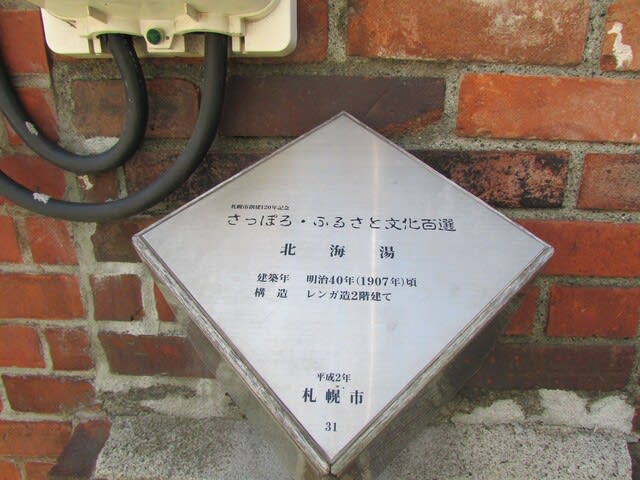 札幌市創建120年記念
さっぽろ・ふるさと文化百選
北海湯
建築年 明治40年(1907年)頃
構造 レンガ造2階建て
平成2年
札幌市
31